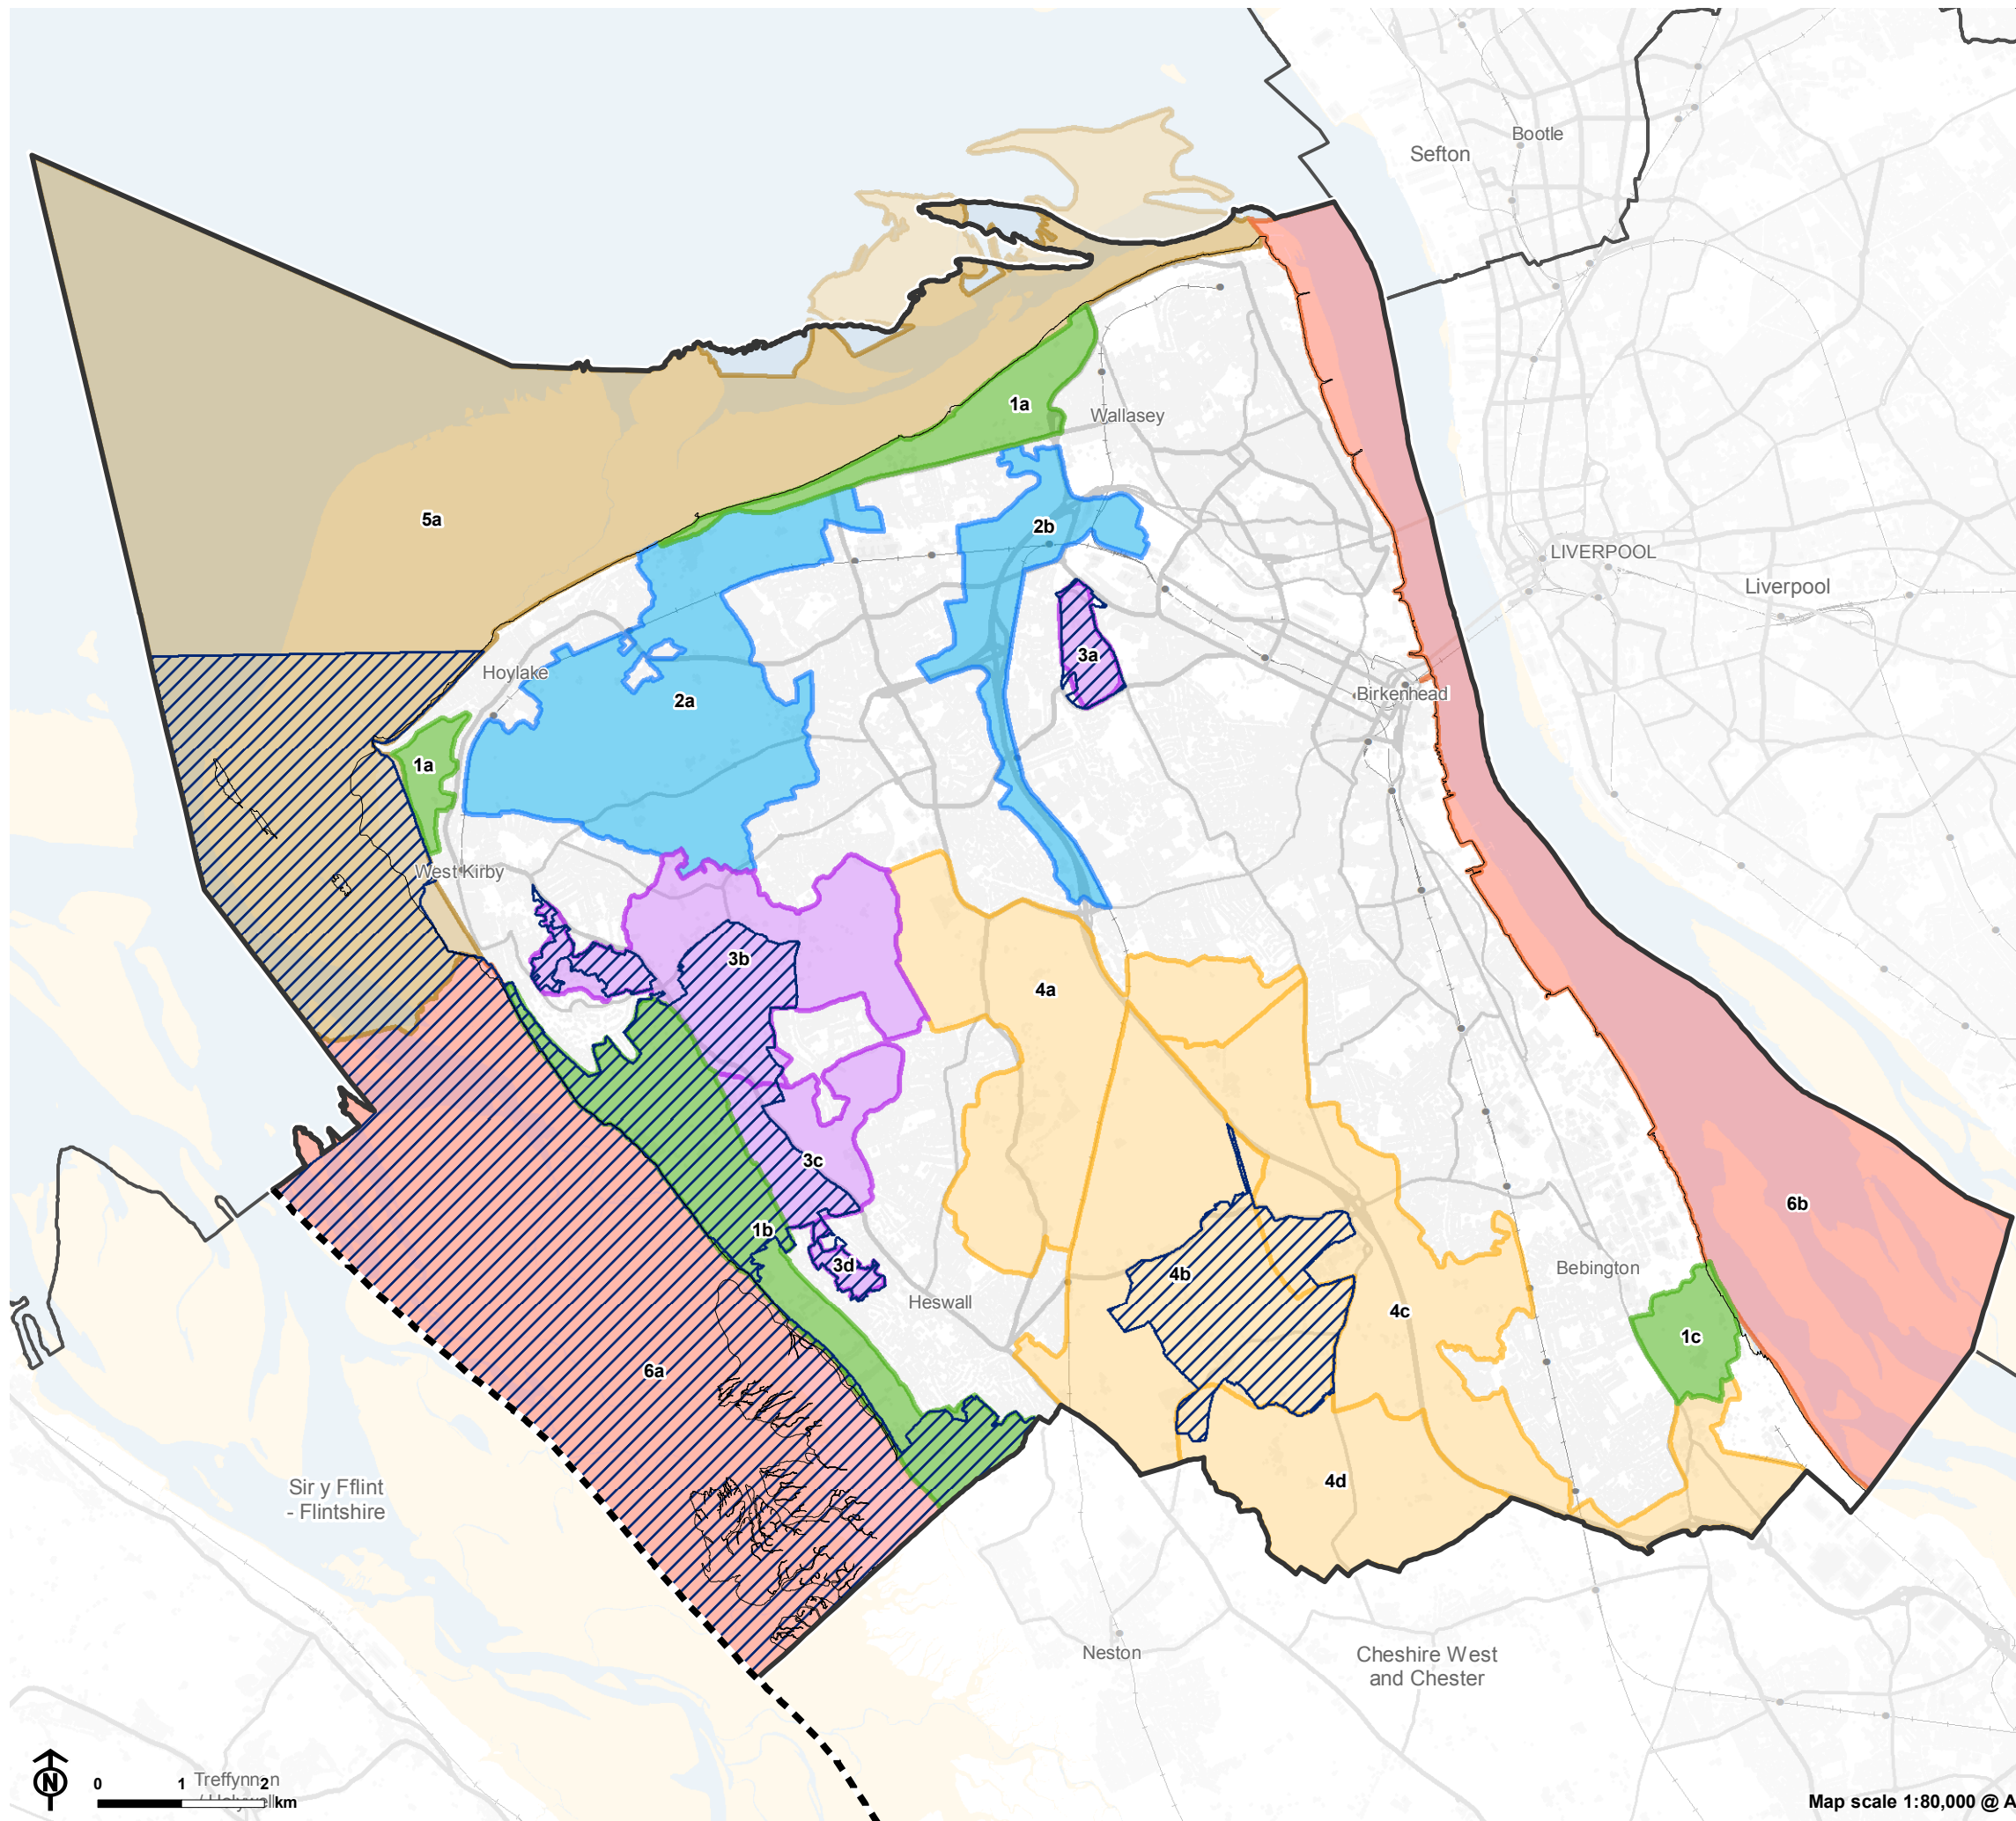 Bootle
Sefton
1a
Wallasey
5a
2b
LIVERPOOL
Liverpool
3a
Hoylake
2a
Birkenhead
1a
West Kirby
3b
4a
3c
6b
1b
3d
4b
Bebington
Heswall
4c
1c
6a
4d
Sir y Fflint
- Flintshire
Neston
Cheshire West
and Chester
N
0 1 2
km
Treffynnon
/ Holywell
Map scale 1:80,000 @ A